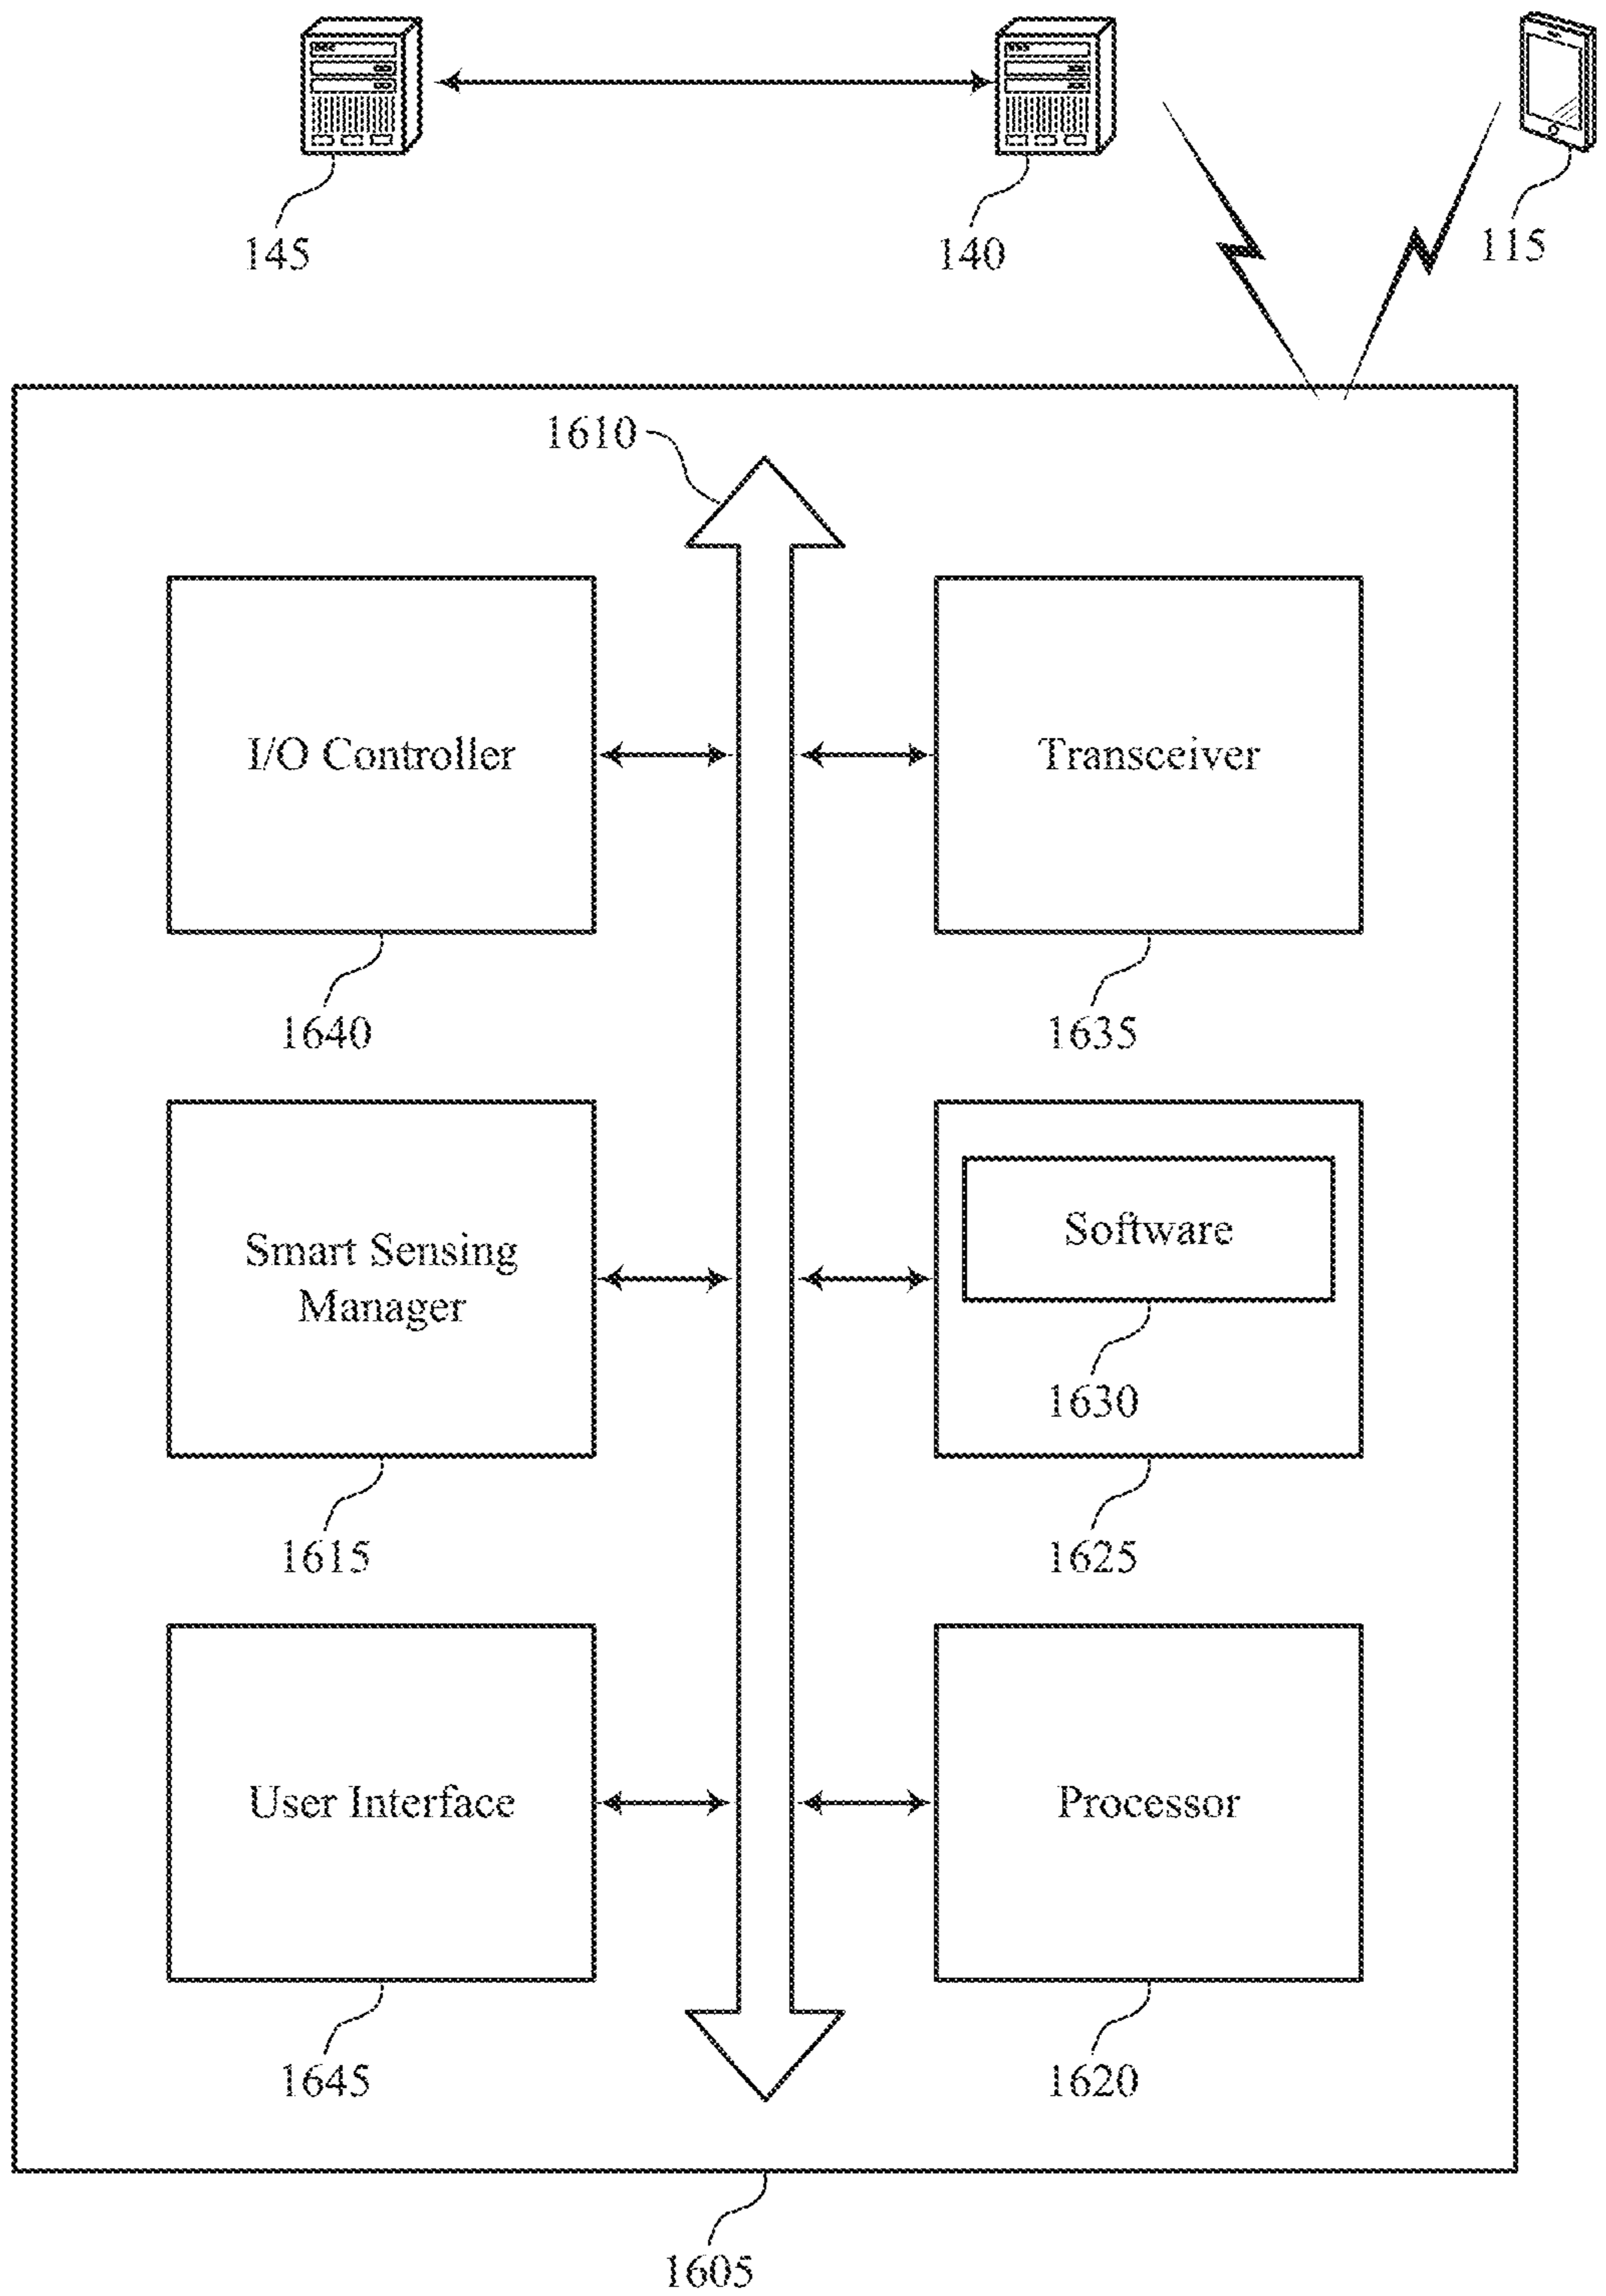 145
140
115
1610
I/O Controller
Transceiver
1640
1635
Smart Sensing
Manager
Software
1630
1615
1625
User Interface
Processor
1645
1620
1605